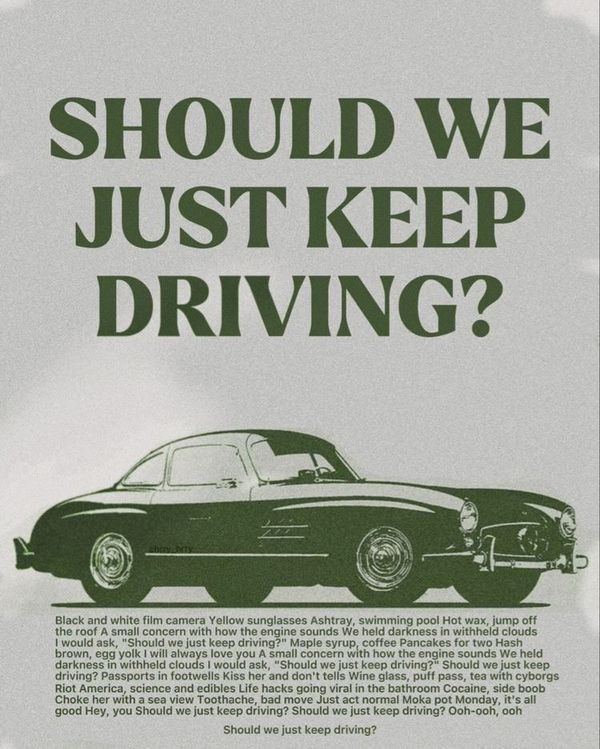 SHOULD WE
JUST KEEP
DRIVING?
Black and white film camera Yellow sunglasses Ashtray, swimming pool Hot wax, jump off
the roof A small concern with how the engine sounds We held darkness in withheld clouds
I would ask, "Should we just keep driving?" Maple syrup, coffee Pancakes for two Hash
brown, egg yolk I will always love you A small concern with how the engine sounds We held
darkness in withheld clouds I would ask, "Should we just keep driving?" Should we just keep
driving? Passports in footwells Kiss her and don't tells Wine glass, puff pass, tea with cyborgs
Riot America, science and edibles Life hacks going viral in the bathroom Cocaine, side boob
Choke her with a sea view Toothache, bad move Just act normal Moka pot Monday, it's all
good Hey, you Should we just keep driving? Should we just keep driving? Ooh-ooh, ooh
Should we just keep driving?